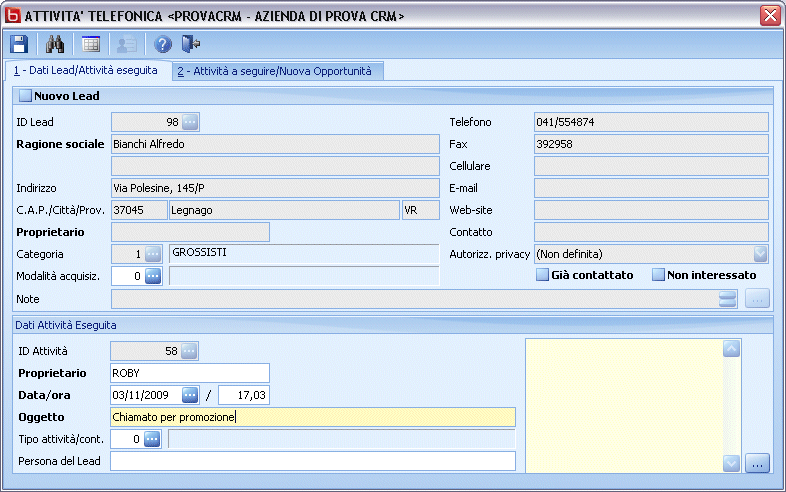 ATTIVITA' TELEFONICA <PROVACRM - AZIENDA DI PROVA CRM>
1 - Dati Lead/Attività eseguita 2 - Attività a seguire/Nuova Opportunità
Nuovo Lead
ID Lead 98 ... Telefono 041/554874
Ragione sociale Bianchi Alfredo Fax 392958
Cellulare
Indirizzo Via Polesine, 145/P E-mail
C.A.P./Città/Prov. 37045 Legnago VR Web-site
Proprietario Contatto
Categoria 1 ... GROSSISTI Autorizz. privacy (Non definita)
Modalità acquisiz. 0 ... Già contattato Non interessato
Note ...
Dati Attività Eseguita
ID Attività 58 ...
Proprietario ROBY
Data/ora 03/11/2009 ... / 17,03
Oggetto Chiamato per promozione
Tipo attività/cont. 0 ...
Persona del Lead ...